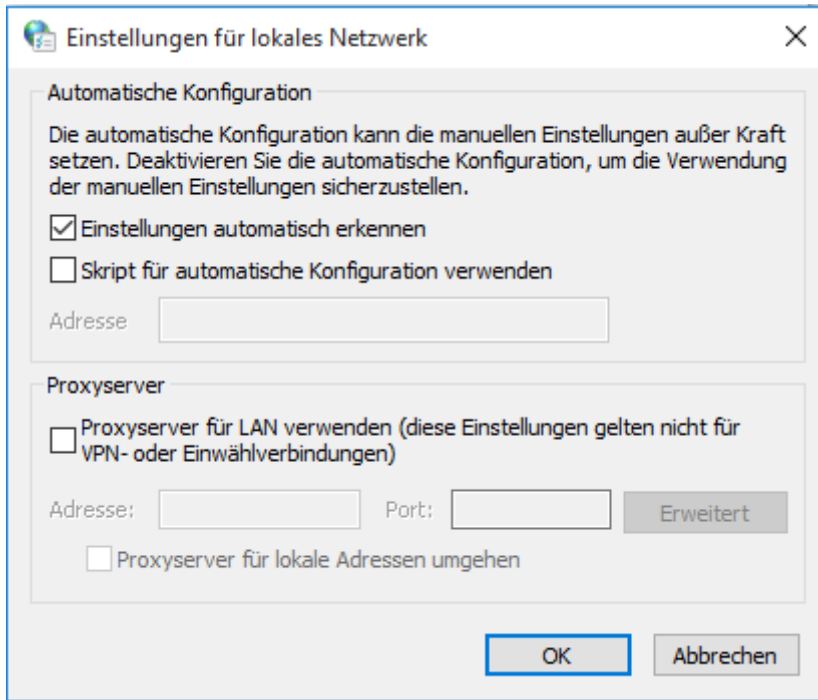 Einstellungen für lokales Netzwerk
Automatische Konfiguration
Die automatische Konfiguration kann die manuellen Einstellungen außer Kraft
setzen. Deaktivieren Sie die automatische Konfiguration, um die Verwendung
der manuellen Einstellungen sicherzustellen.
Einstellungen automatisch erkennen
Skript für automatische Konfiguration verwenden
Adresse
Proxyserver
Proxyserver für LAN verwenden (diese Einstellungen gelten nicht für
VPN- oder Einwählverbindungen)
Adresse: Port: Erweitert
Proxyserver für lokale Adressen umgehen
OK Abbrechen